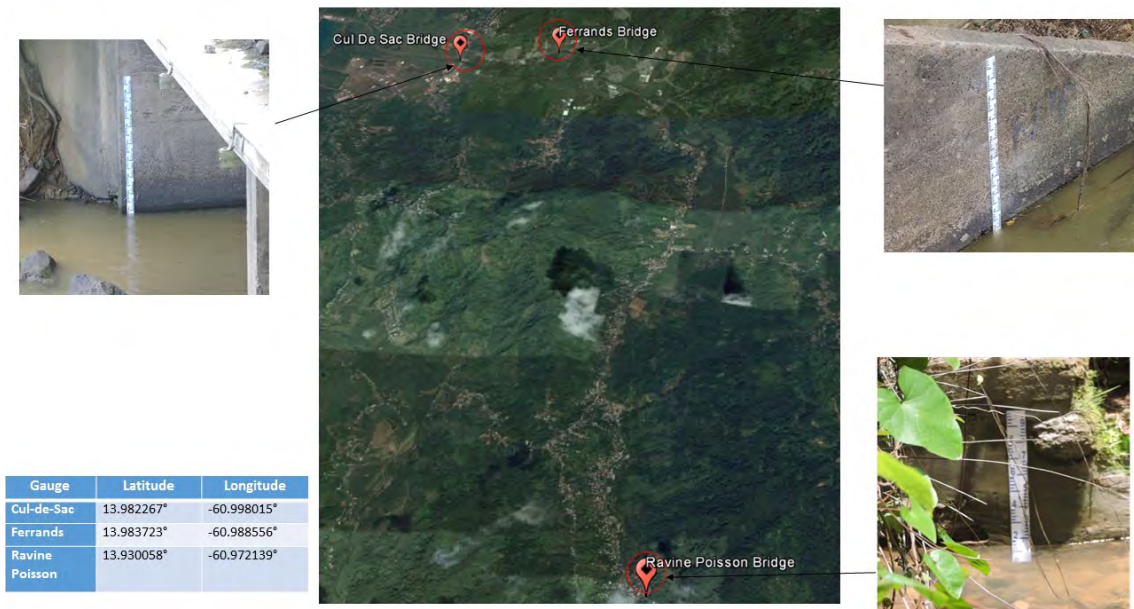 Cul De Sac Bridge
Ferrands Bridge
Ravine Poisson Bridge
Gauge Latitude Longitude
Cul-de-Sac 13.982267° -60.998015°
Ferrands 13.983723° -60.988556°
Ravine Poisson 13.930058° -60.972139°